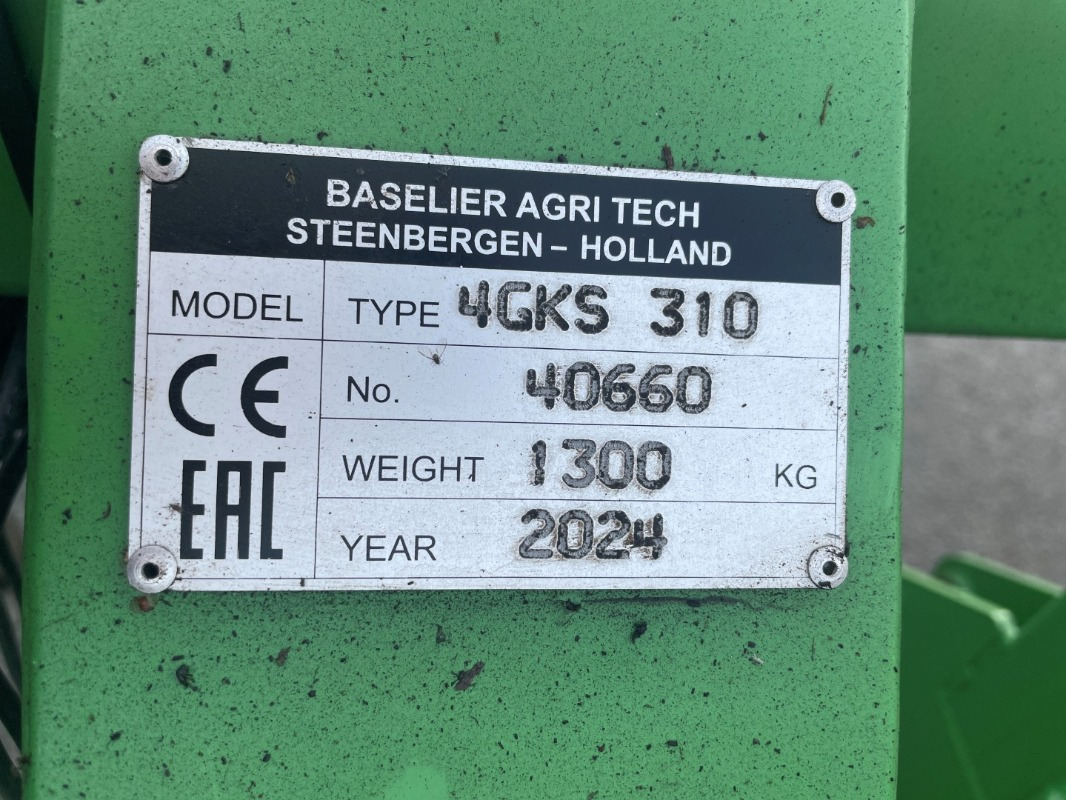 BASELIER AGRI TECH
STEENBERGEN – HOLLAND
MODEL TYPE 4GKS 310
CE No. 40660
WEIGHT 1300 KG
EAC YEAR 2024